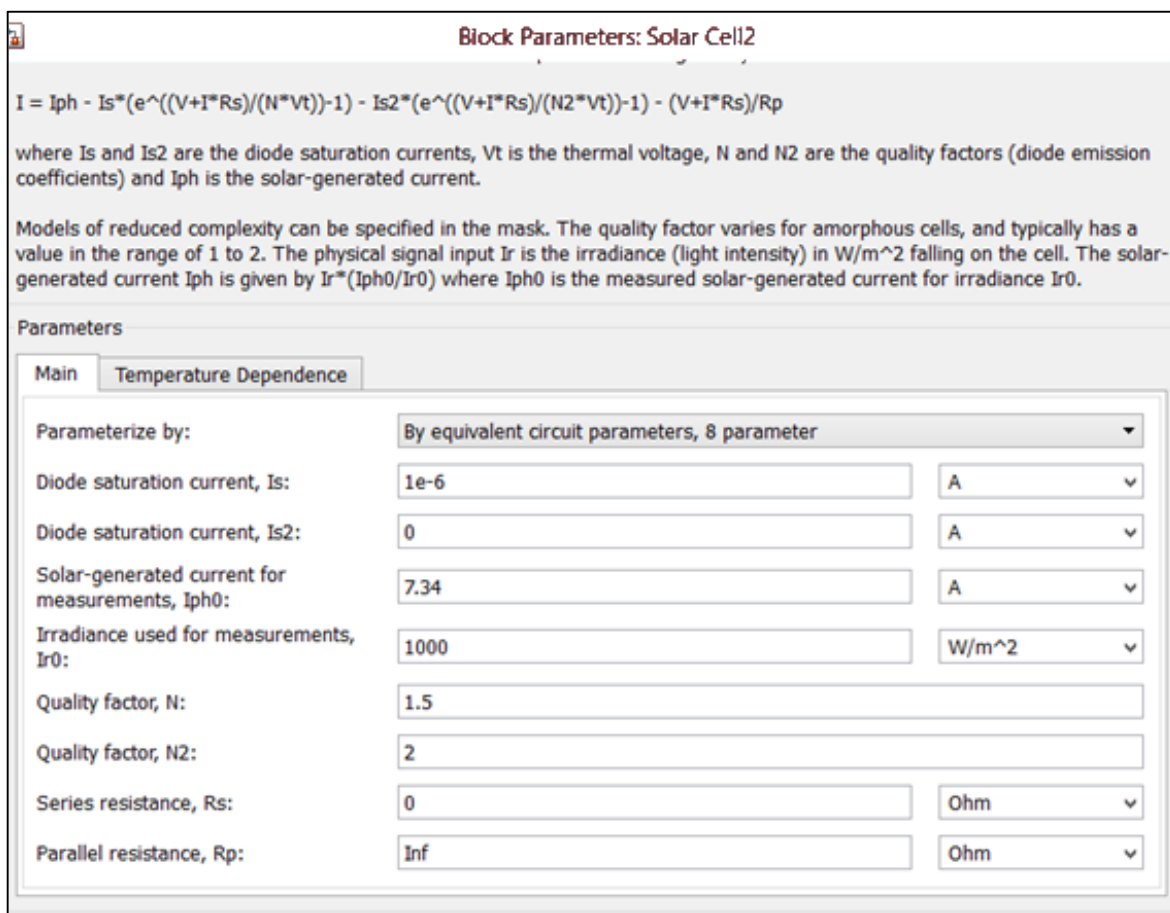 Block Parameters: Solar Cell2
I = Iph - Is*(e^((V+I*Rs)/(N*Vt))-1) - Is2*(e^((V+I*Rs)/(N2*Vt))-1) - (V+I*Rs)/Rp
where Is and Is2 are the diode saturation currents, Vt is the thermal voltage, N and N2 are the quality factors (diode emission
coefficients) and Iph is the solar-generated current.
Models of reduced complexity can be specified in the mask. The quality factor varies for amorphous cells, and typically has a
value in the range of 1 to 2. The physical signal input Ir is the irradiance (light intensity) in W/m^2 falling on the cell. The solar-
generated current Iph is given by Ir*(Iph0/Ir0) where Iph0 is the measured solar-generated current for irradiance Ir0.
Parameters
Main Temperature Dependence
Parameterize by: By equivalent circuit parameters, 8 parameter
Diode saturation current, Is: 1e-6 A
Diode saturation current, Is2: 0 A
Solar-generated current for
measurements, Iph0: 7.34 A
Irradiance used for measurements,
Ir0: 1000 W/m^2
Quality factor, N: 1.5
Quality factor, N2: 2
Series resistance, Rs: 0 Ohm
Parallel resistance, Rp: Inf Ohm